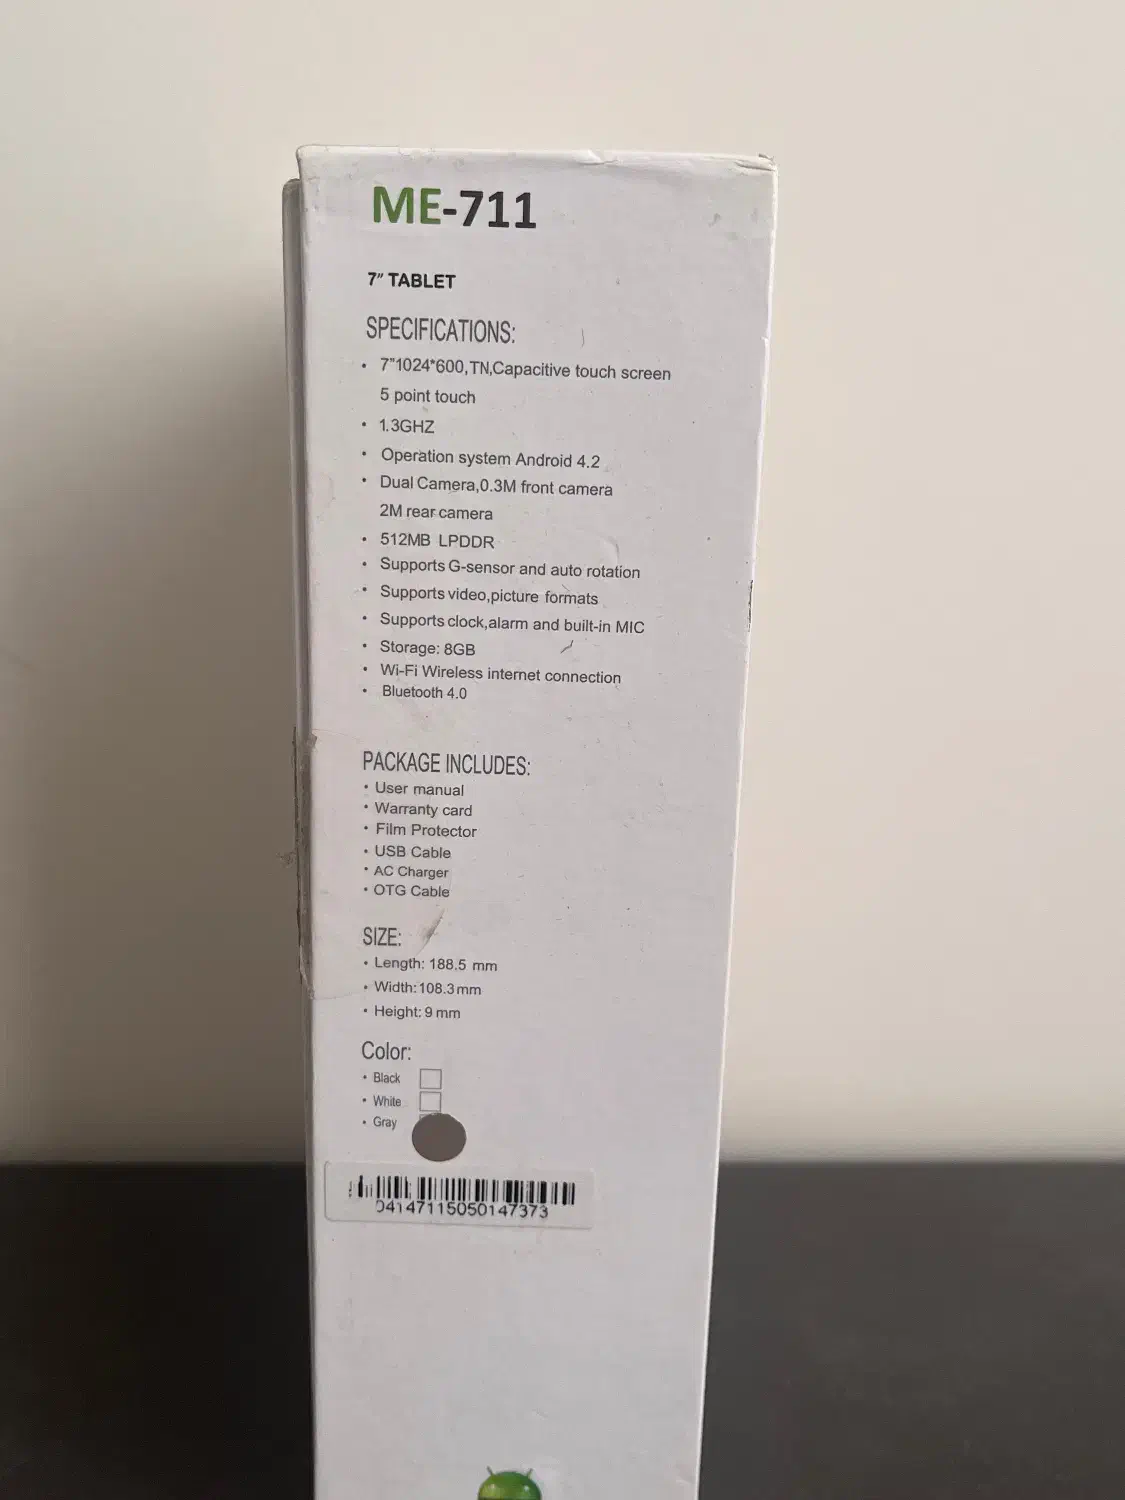 ME-711
7" TABLET
SPECIFICATIONS:
• 7"1024*600,TN,Capacitive touch screen
5 point touch
• 1.3GHZ
• Operation system Android 4.2
• Dual Camera,0.3M front camera
2M rear camera
• 512MB LPDDR
• Supports G-sensor and auto rotation
• Supports video,picture formats
• Supports clock,alarm and built-in MIC
• Storage: 8GB
• Wi-Fi Wireless internet connection
• Bluetooth 4.0
PACKAGE INCLUDES:
• User manual
• Warranty card
• Film Protector
• USB Cable
• AC Charger
• OTG Cable
SIZE:
• Length: 188.5 mm
• Width:108.3mm
• Height: 9 mm
Color:
• Black
• White
• Gray
04147115050147373